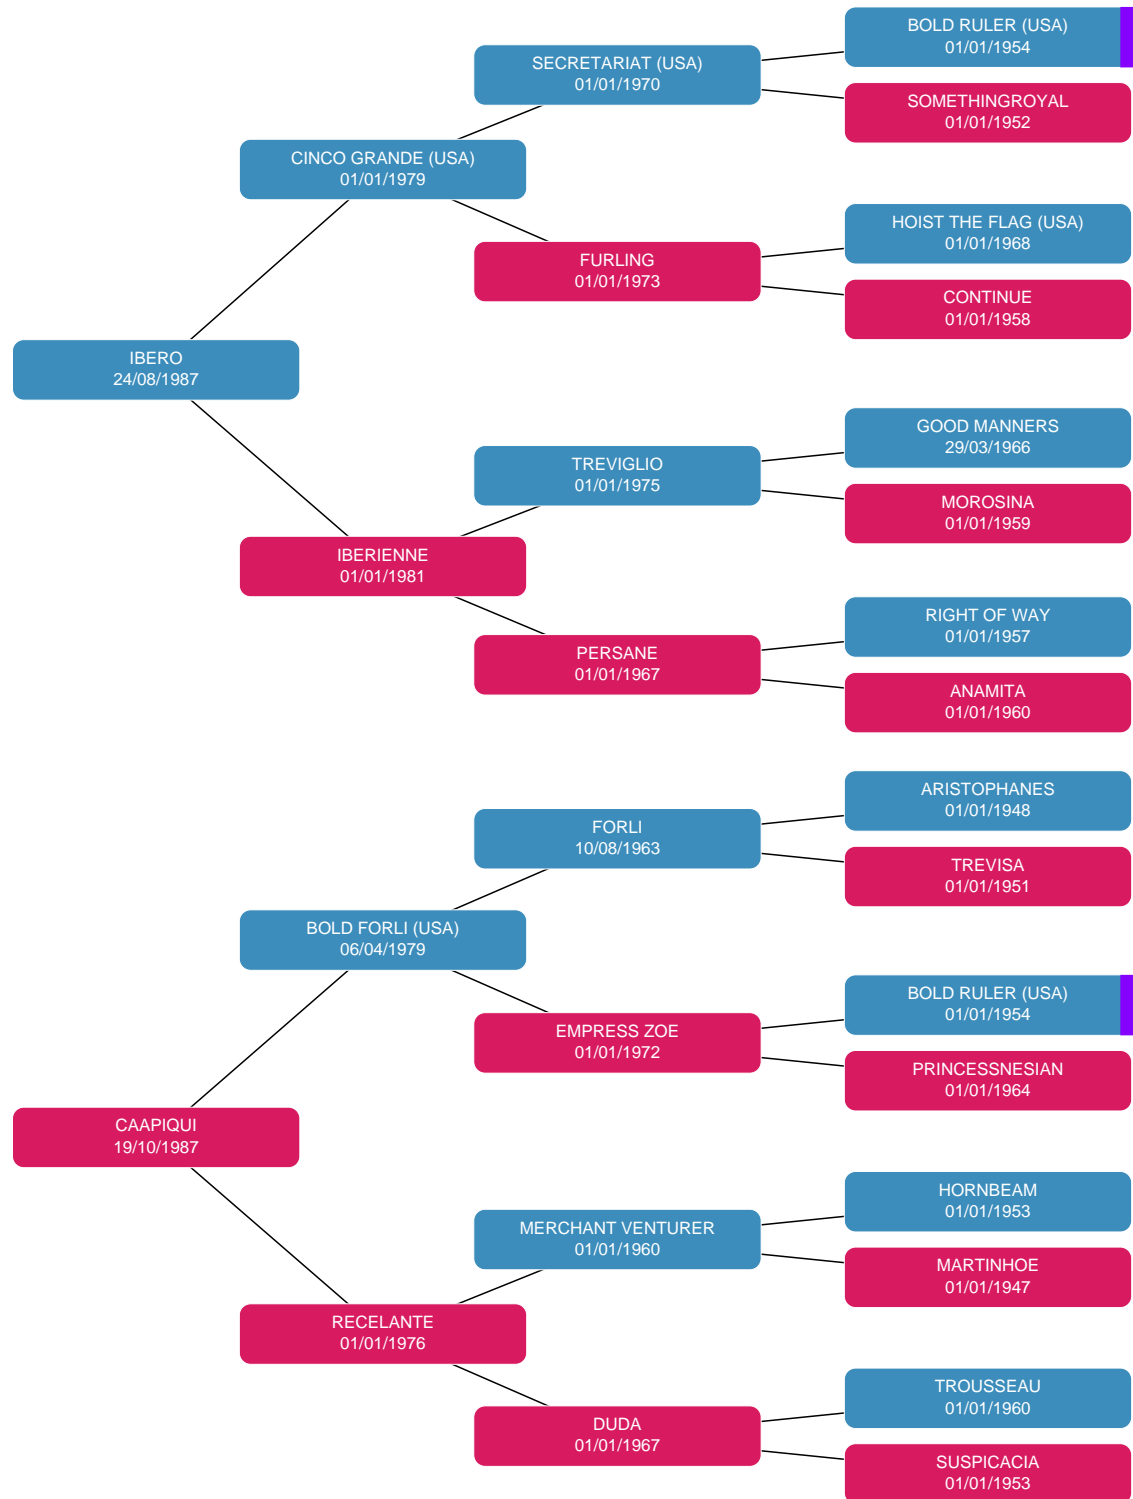 BOLD RULER (USA)
01/01/1954
SECRETARIAT (USA)
01/01/1970
SOMETHINGROYAL
01/01/1952
CINCO GRANDE (USA)
01/01/1979
HOIST THE FLAG (USA)
01/01/1968
FURLING
01/01/1973
CONTINUE
01/01/1958
IBERO
24/08/1987
GOOD MANNERS
29/03/1966
TREVIGLIO
01/01/1975
MOROSINA
01/01/1959
IBERIENNE
01/01/1981
RIGHT OF WAY
01/01/1957
PERSANE
01/01/1967
ANAMITA
01/01/1960
ARISTOPHANES
01/01/1948
FORLI
10/08/1963
TREVISA
01/01/1951
BOLD FORLI (USA)
06/04/1979
BOLD RULER (USA)
01/01/1954
EMPRESS ZOE
01/01/1972
PRINCESSNESIAN
01/01/1964
CAAPIQUI
19/10/1987
HORNBEAM
01/01/1953
MERCHANT VENTURER
01/01/1960
MARTINHOE
01/01/1947
RECELANTE
01/01/1976
TROUSSEAU
01/01/1960
DUDA
01/01/1967
SUSPICACIA
01/01/1953